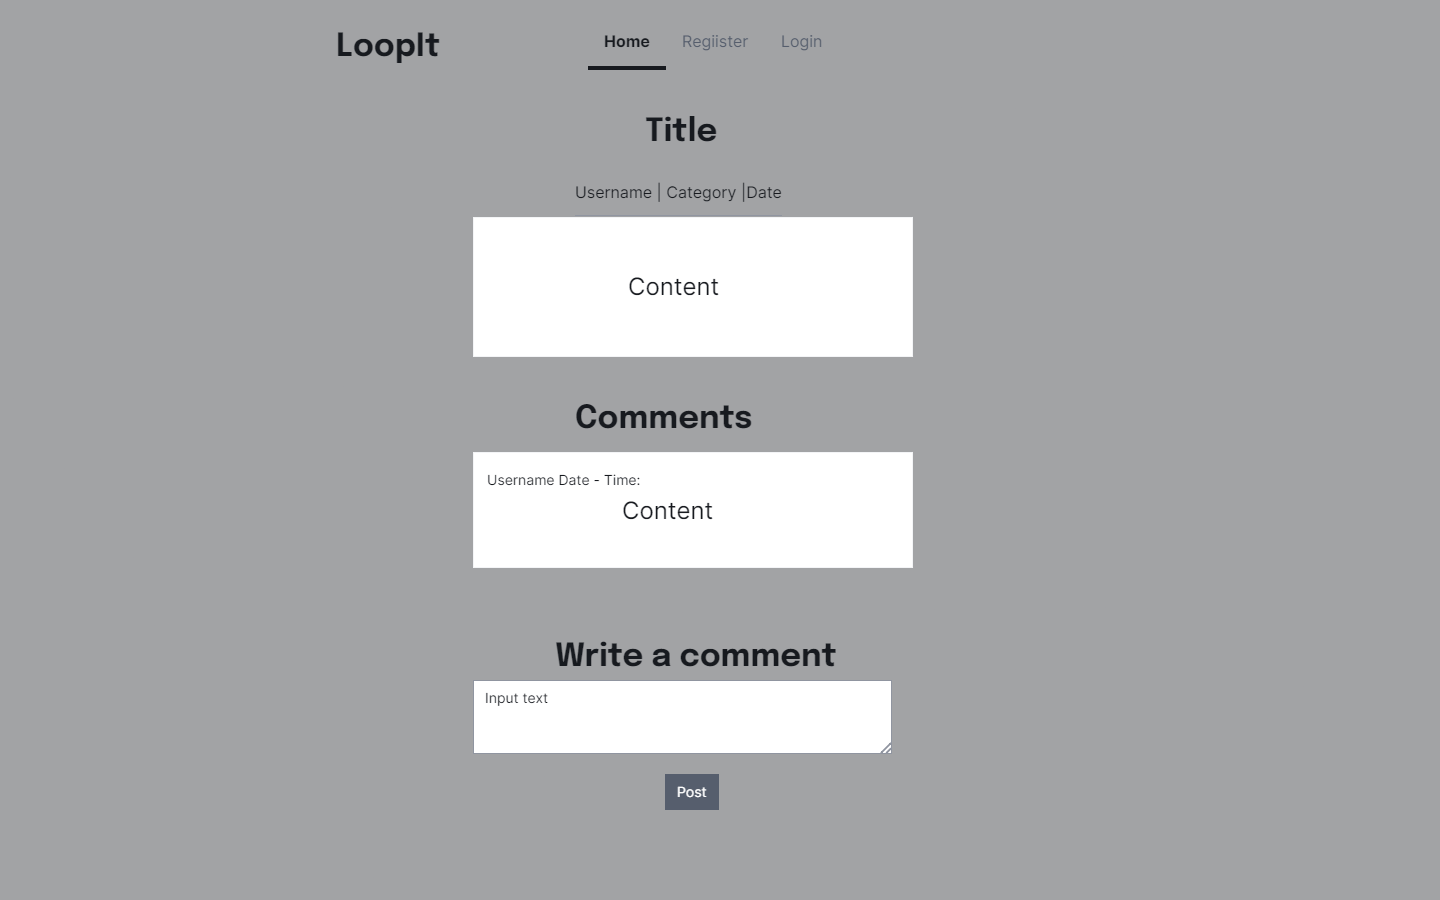 LoopIt
Home Regiister Login
Title
Username | Category |Date
Content
Comments
Username Date - Time:
Content
Write a comment
Input text
Post